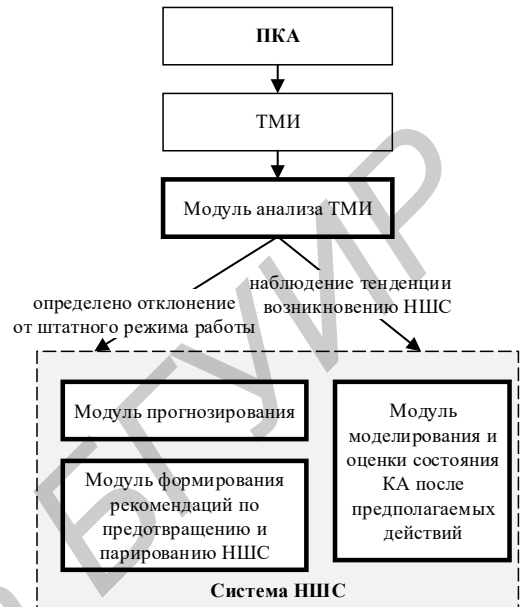 ПКА
ТМИ
Модуль анализа ТМИ
наблюдение тенденции
возникновению НШС
определено отклонение
от штатного режима работы
Модуль прогнозирования
Модуль формирования
рекомендаций по
предотвращению и
парированию НШС
Модуль
моделирования и
оценки состояния
КА после
предполагаемых
действий
Система НШС
БГУИР